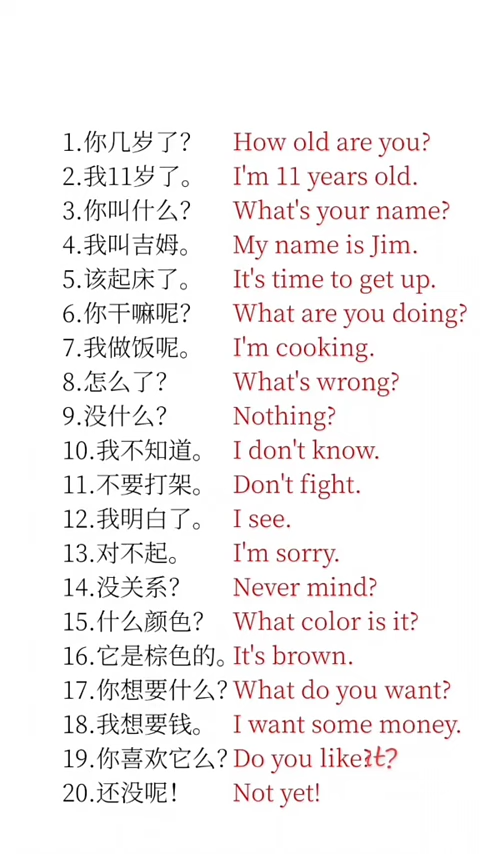 1.你几岁了? How old are you?
2.我11岁了。 I'm 11 years old.
3.你叫什么? What's your name?
4.我叫吉姆。 My name is Jim.
5.该起床了。 It's time to get up.
6.你干嘛呢? What are you doing?
7.我做饭呢。 I'm cooking.
8.怎么了? What's wrong?
9.没什么? Nothing?
10.我不知道。 I don't know.
11.不要打架。 Don't fight.
12.我明白了。 I see.
13.对不起。 I'm sorry.
14.没关系? Never mind?
15.什么颜色? What color is it?
16.它是棕色的。 It's brown.
17.你想要什么? What do you want?
18.我想要钱。 I want some money.
19.你喜欢它么? Do you like it?
20.还没呢! Not yet!